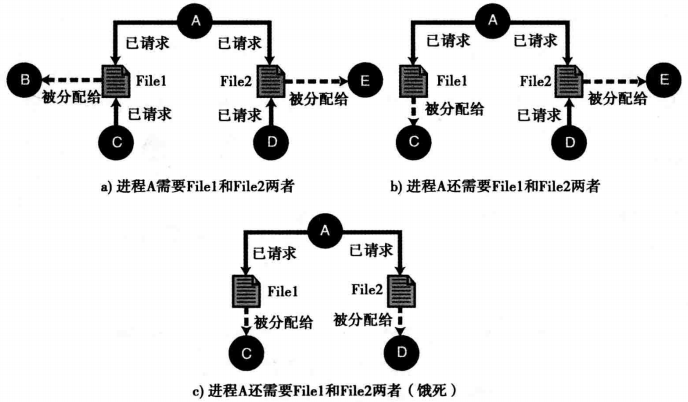 A
A
已请求 已请求
已请求 已请求
B File1 File2 E
File1 File2 E
被分配给 已请求 已请求 被分配给
被分配给 已请求 被分配给
C D
C D
a) 进程A需要File1和File2两者
b) 进程A还需要File1和File2两者
A
已请求 已请求
File1 File2
被分配给 被分配给
C D
c) 进程A还需要File1和File2两者（饿死）